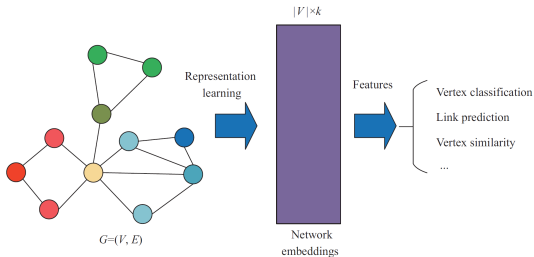 |V|×k
Representation
learning
Features
Vertex classification
Link prediction
Vertex similarity
...
G=(V, E)
Network
embeddings